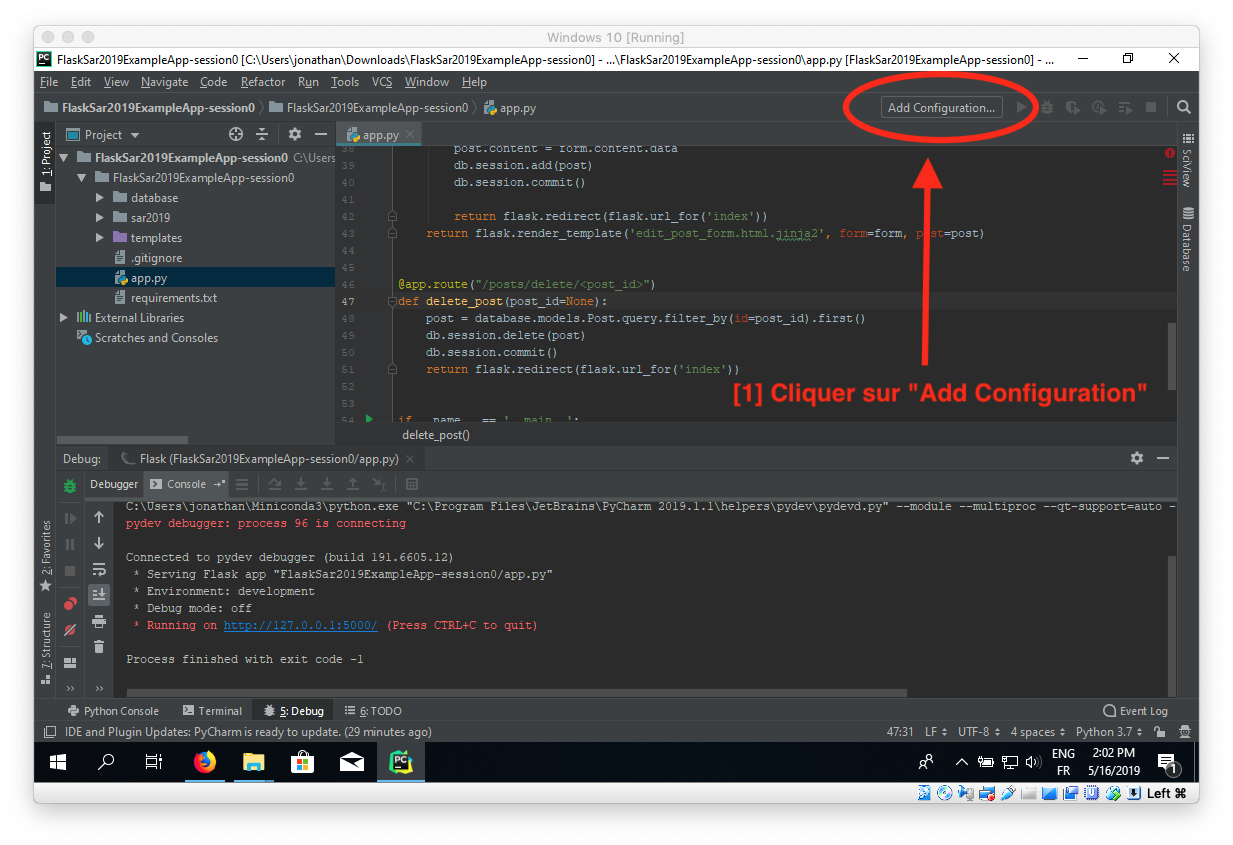 Windows 10 [Running]
FlaskSar2019ExampleApp-session0 [C:\Users\jonathan\Downloads\FlaskSar2019ExampleApp-session0] - ...\FlaskSar2019ExampleApp-session0\app.py [FlaskSar2019ExampleApp-session0] - ...
File Edit View Navigate Code Refactor Run Tools VCS Window Help
FlaskSar2019ExampleApp-session0 FlaskSar2019ExampleApp-session0 app.py
Add Configuration...
1: Project
Project
app.py
FlaskSar2019ExampleApp-session0 C:\Users
FlaskSar2019ExampleApp-session0
database
sar2019
templates
.gitignore
app.py
requirements.txt
External Libraries
Scratches and Consoles
38 post.content = form.content.data
39 db.session.add(post)
40 db.session.commit()
41
42 return flask.redirect(flask.url_for('index'))
43 return flask.render_template('edit_post_form.html.jinja2', form=form, post=post)
44
45
46 @app.route("/posts/delete/<post_id>")
47 def delete_post(post_id=None):
48 post = database.models.Post.query.filter_by(id=post_id).first()
49 db.session.delete(post)
50 db.session.commit()
51 return flask.redirect(flask.url_for('index'))
52
53
54 if __name__ == '__main__':
delete_post()
SciView
Database
[1] Cliquer sur "Add Configuration"
Debug: Flask (FlaskSar2019ExampleApp-session0/app.py)
Debugger Console
2: Favorites
7: Structure
C:\Users\jonathan\Miniconda3\python.exe "C:\Program Files\JetBrains\PyCharm 2019.1.1\helpers\pydev\pydevd.py" --module --multiproc --qt-support=auto -
pydev debugger: process 96 is connecting
Connected to pydev debugger (build 191.6605.12)
* Serving Flask app "FlaskSar2019ExampleApp-session0/app.py"
* Environment: development
* Debug mode: off
* Running on http://127.0.0.1:5000/ (Press CTRL+C to quit)
Process finished with exit code -1
Python Console Terminal 5: Debug 6: TODO Event Log
IDE and Plugin Updates: PyCharm is ready to update. (29 minutes ago) 47:31 LF UTF-8 4 spaces Python 3.7
ENG
FR
2:02 PM
5/16/2019
1
Left ⌘